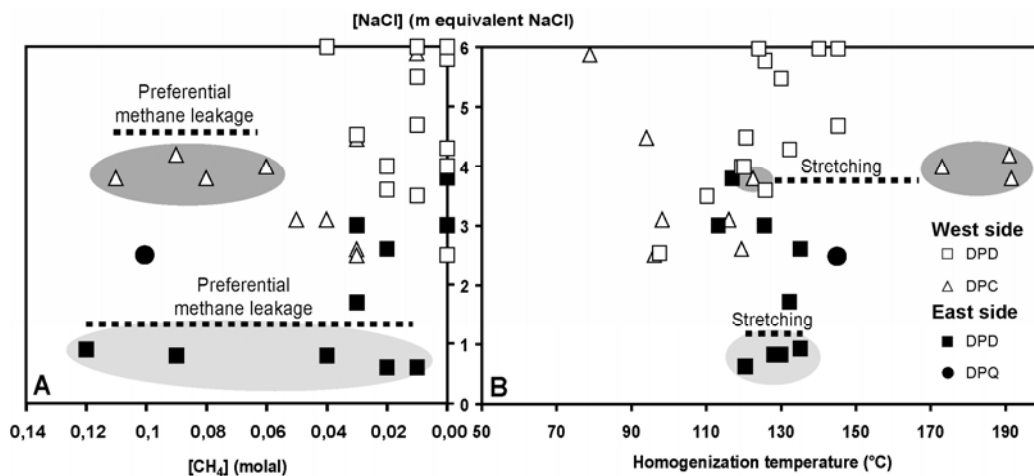 [NaCl] (m equivalent NaCl)
Preferential
methane leakage
Preferential
methane leakage
A
0,14 0,12 0,1 0,08 0,06 0,04 0,02 0,00
[CH₄] (molal)
6
5
4
3
2
1
0
Stretching
Stretching
B
West side
DPD
DPC
East side
DPD
DPQ
50 70 90 110 130 150 170 190
Homogenization temperature (°C)